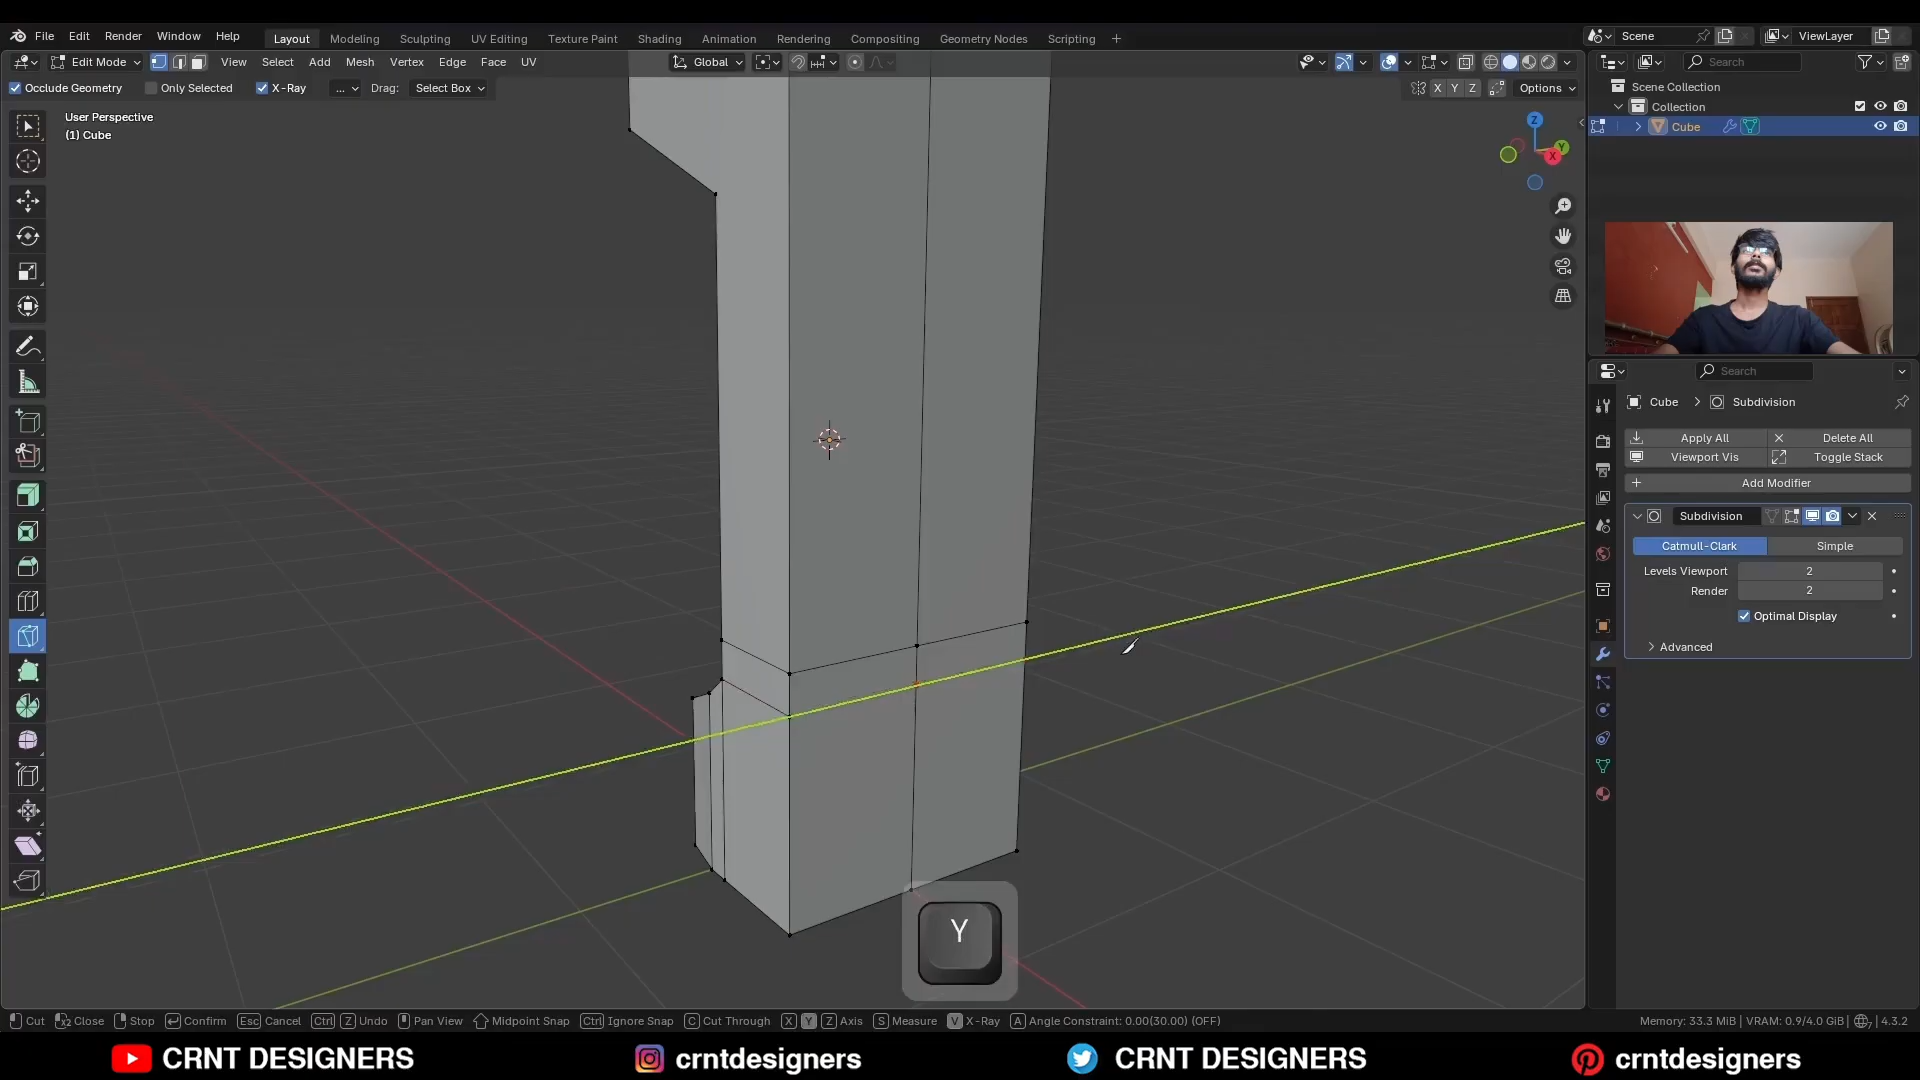 File Edit Render Window Help Layout Modeling Sculpting UV Editing Texture Paint Shading Animation Rendering Compositing Geometry Nodes Scripting + Scene ViewLayer
Edit Mode View Select Add Mesh Vertex Edge Face UV Global Search
Occlude Geometry Only Selected X-Ray ... Drag: Select Box X Y Z Options
Scene Collection
Collection
Cube
User Perspective
(1) Cube
Z
Y
X
Search
Cube > Subdivision
Apply All Delete All
Viewport Vis Toggle Stack
Add Modifier
Subdivision
Catmull-Clark Simple
Levels Viewport 2
Render 2
Optimal Display
Advanced
Y
Cut Close Stop Confirm Esc Cancel Ctrl Z Undo Pan View Midpoint Snap Ctrl Ignore Snap C Cut Through X Y Z Axis S Measure V X-Ray A Angle Constraint: 0.00(30.00) (OFF) Memory: 33.3 MiB | VRAM: 0.9/4.0 GiB | 4.3.2
CRNT DESIGNERS crntdesigners CRNT DESIGNERS crntdesigners